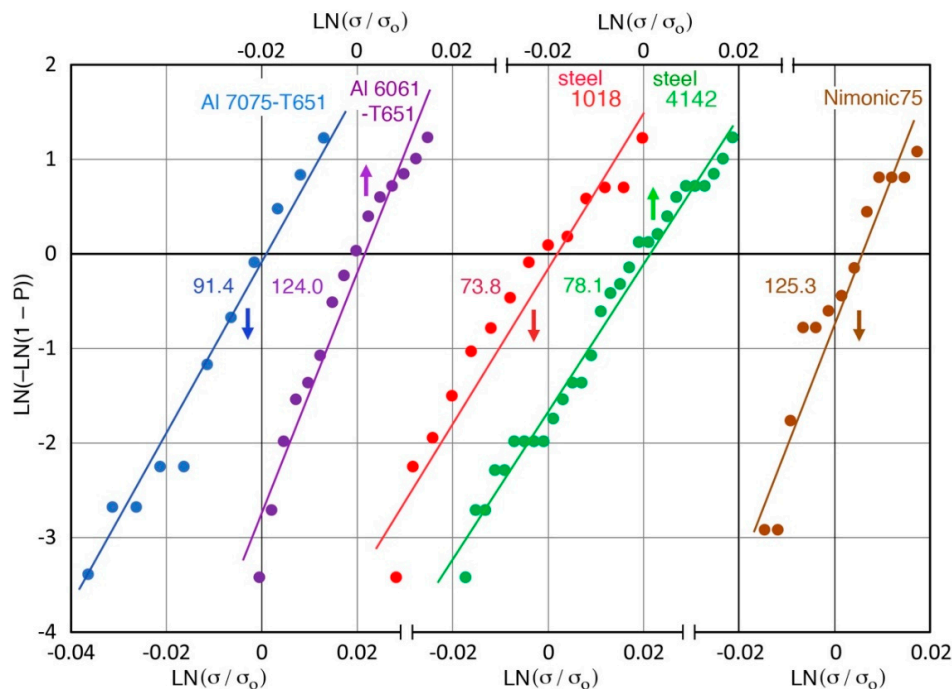 LN(σ/σₒ) LN(σ/σₒ)
-0.02 0 0.02 -0.02 0 0.02
2
Al 7075-T651 Al 6061
-T651
steel
1018
steel
4142
Nimonic75
1
0
91.4 124.0 73.8 78.1 125.3
-1
-2
-3
-4
LN(–LN(1 – P))
-0.04 -0.02 0 0.02 -0.02 0 0.02 -0.02 0 0.02
LN(σ/σₒ) LN(σ/σₒ) LN(σ/σₒ)